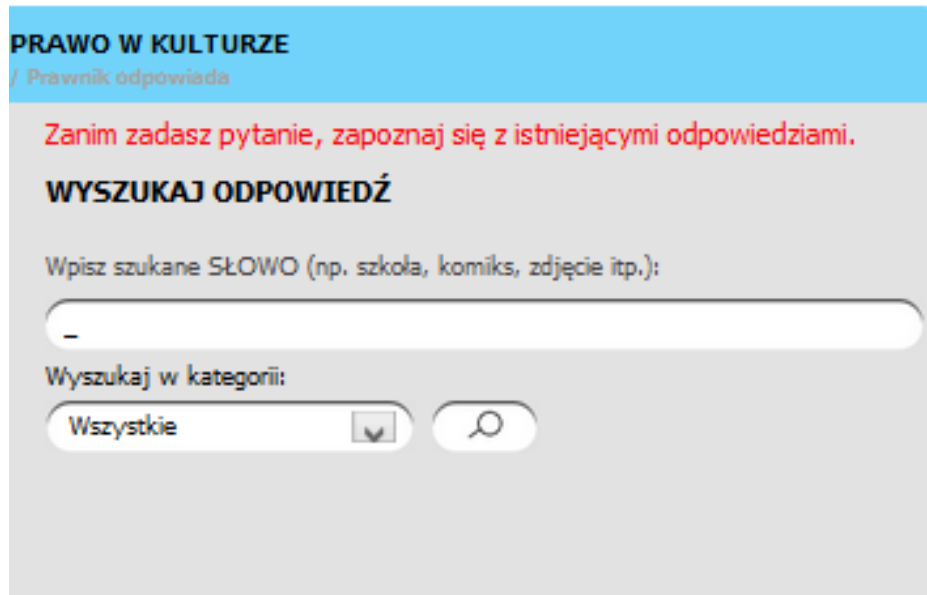 PRAWO W KULTURZE
/ Prawnik odpowiada
Zanim zadasz pytanie, zapoznaj się z istniejącymi odpowiedziami.
WYSZUKAJ ODPOWIEDŹ
Wpisz szukane SŁOWO (np. szkoła, komiks, zdjęcie itp.):
_
Wyszukaj w kategorii:
Wszystkie